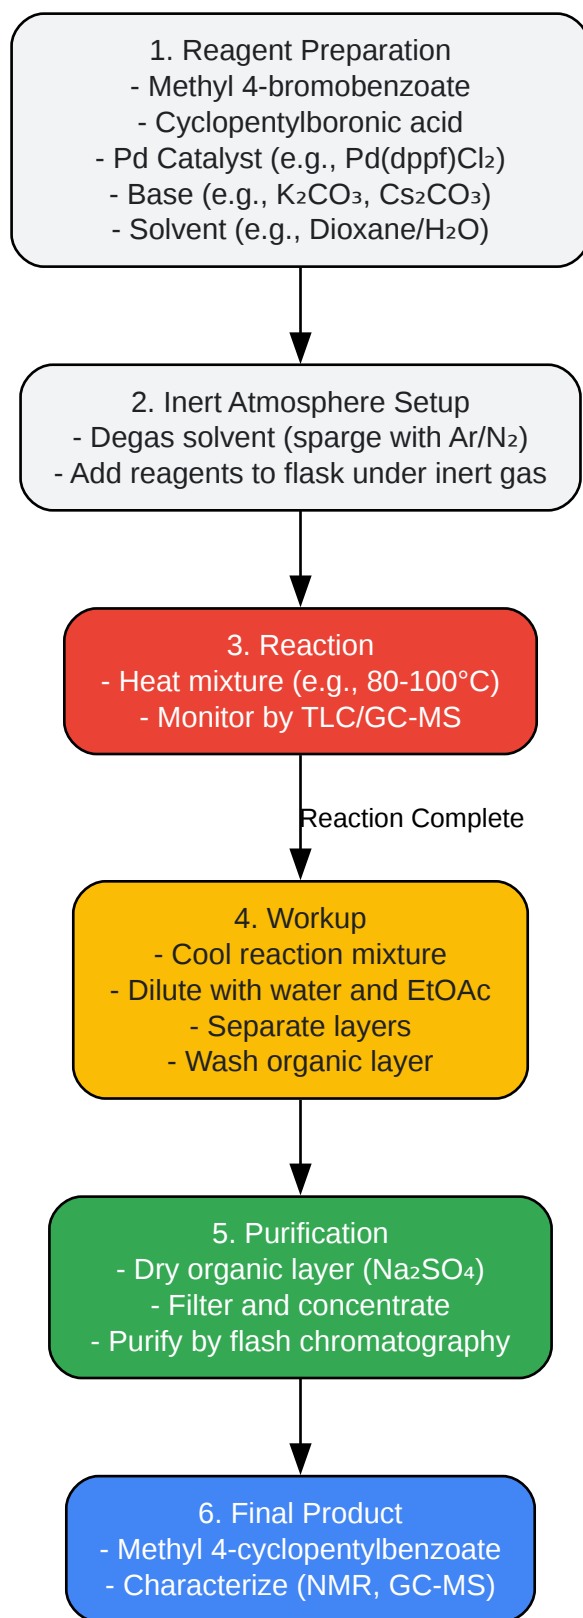 1. Reagent Preparation
- Methyl 4-bromobenzoate
- Cyclopentylboronic acid
- Pd Catalyst (e.g., Pd(dppf)Cl₂)
- Base (e.g., K₂CO₃, Cs₂CO₃)
- Solvent (e.g., Dioxane/H₂O)
2. Inert Atmosphere Setup
- Degas solvent (sparge with Ar/N₂)
- Add reagents to flask under inert gas
3. Reaction
- Heat mixture (e.g., 80-100°C)
- Monitor by TLC/GC-MS
Reaction Complete
4. Workup
- Cool reaction mixture
- Dilute with water and EtOAc
- Separate layers
- Wash organic layer
5. Purification
- Dry organic layer (Na₂SO₄)
- Filter and concentrate
- Purify by flash chromatography
6. Final Product
- Methyl 4-cyclopentylbenzoate
- Characterize (NMR, GC-MS)